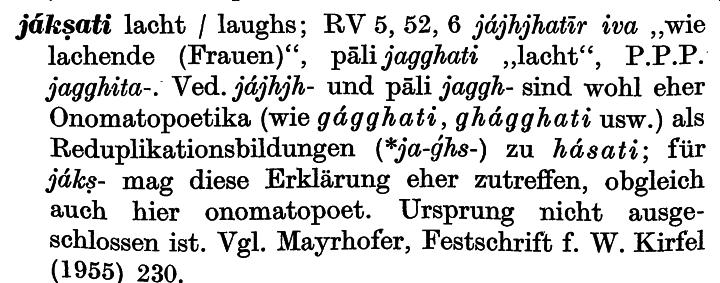 jákṣati lacht / laughs; RV 5, 52, 6 jájhjhatīr iva „wie
lachende (Frauen)“, pāli jagghati „lacht“, P.P.P.
jagghita-. Ved. jájhjh- und pāli jaggh- sind wohl eher
Onomatopoetika (wie gágghati, ghágghati usw.) als
Reduplikationsbildungen (*ja-ǵhs-) zu hásati; für
jákṣ- mag diese Erklärung eher zutreffen, obgleich
auch hier onomatopoet. Ursprung nicht ausge-
schlossen ist. Vgl. Mayrhofer, Festschrift f. W. Kirfel
(1955) 230.